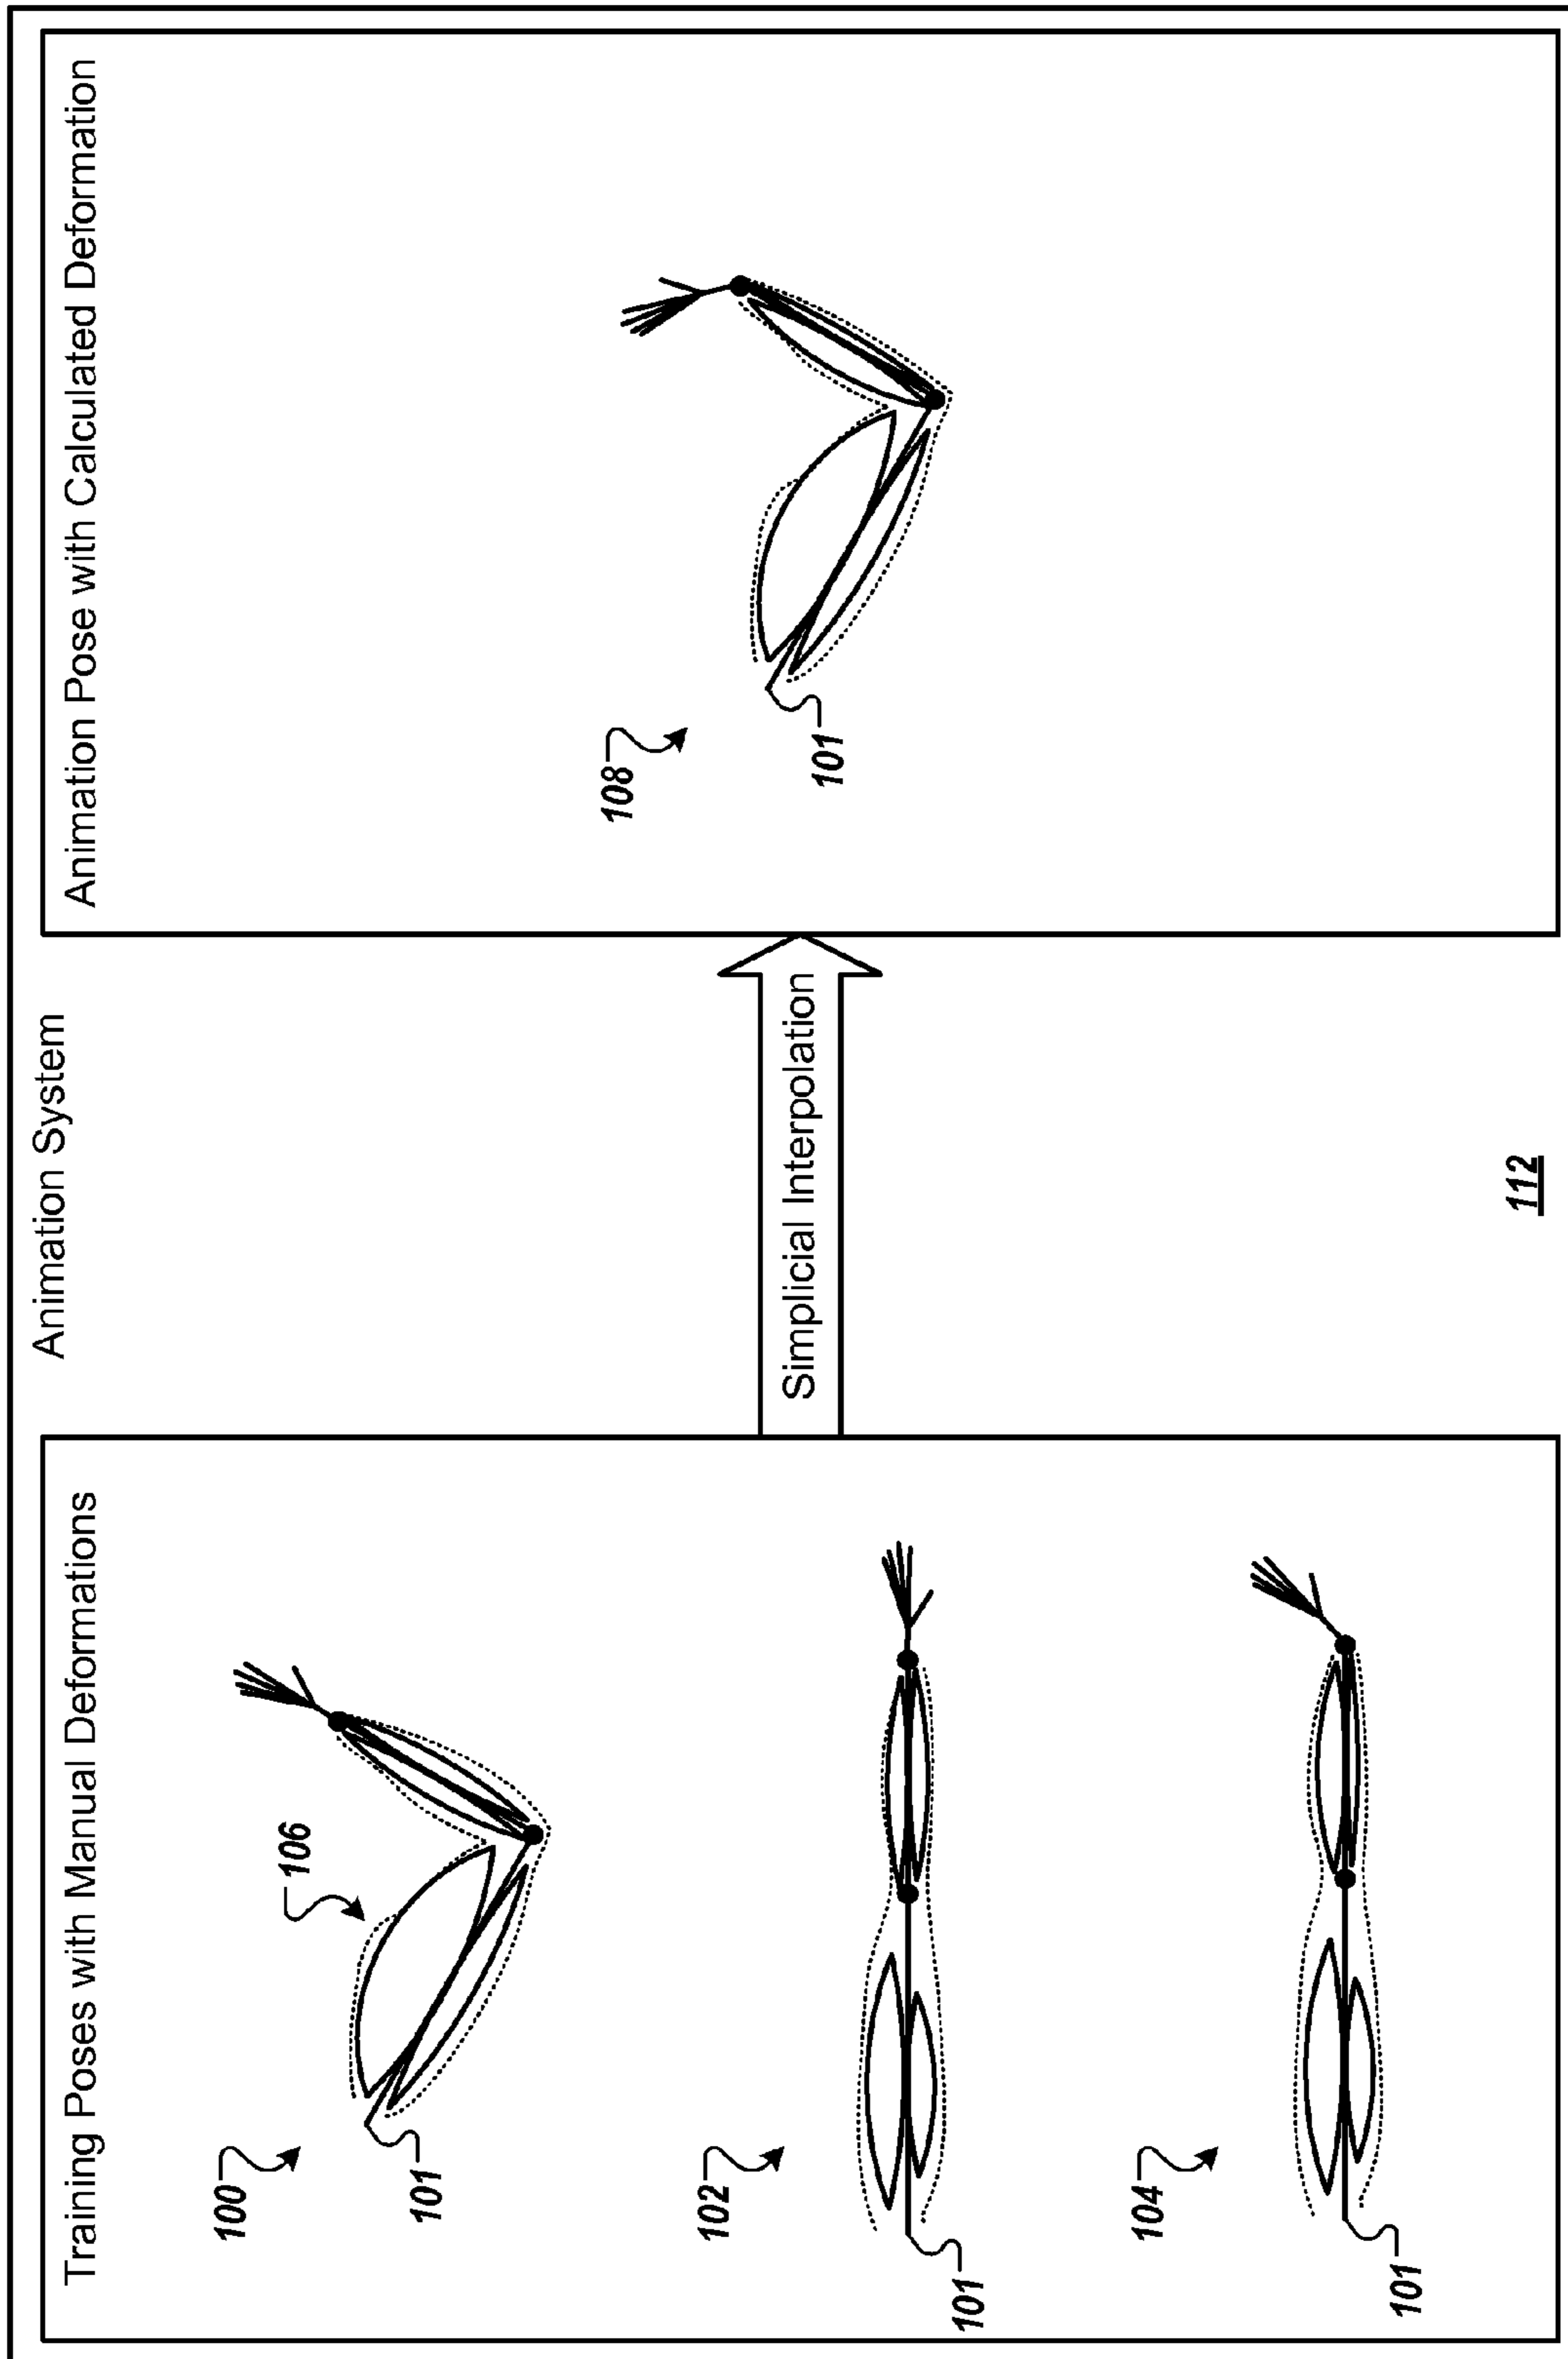 Animation System
Training Poses with Manual Deformations
100
101
106
102
101
104
101
Simplicial Interpolation
Animation Pose with Calculated Deformation
108
101
112